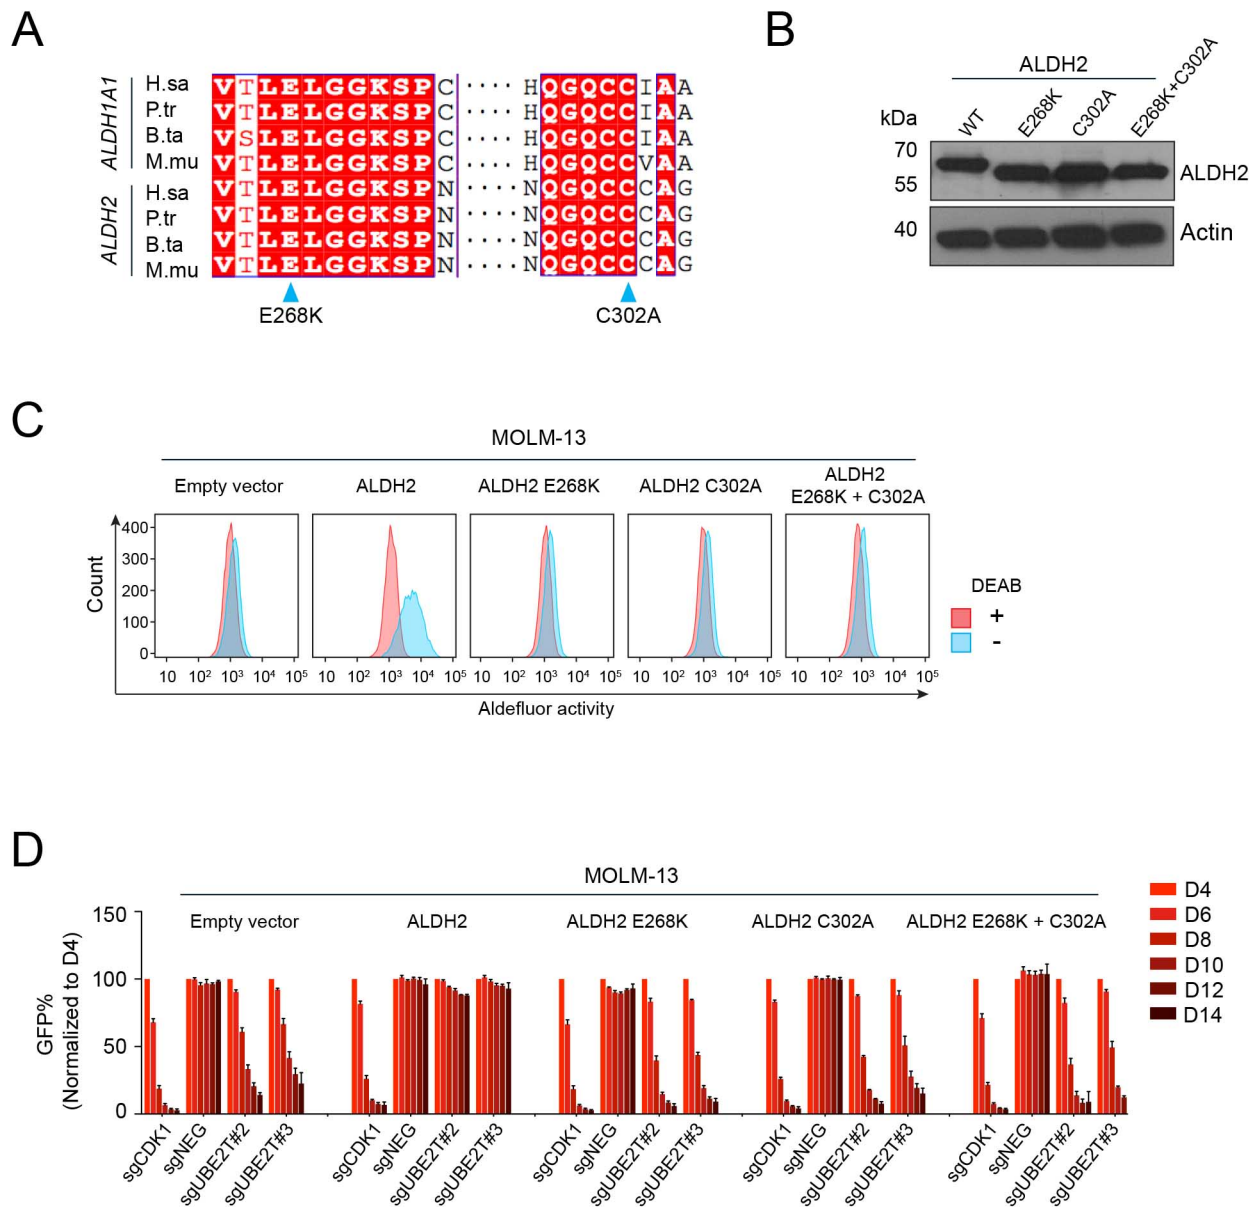 A
ALDH1A1
H.sa VTLELGGKSPC ···· HQGQCCIAA
P.tr VTLELGGKSPC ···· HQGQCCIAA
B.ta VSLELGGKSPC ···· HQGQCCIAA
M.mu VTLELGGKSPC ···· HQGQCCVAA
ALDH2
H.sa VTLELGGKSPN ···· NQGQCCCAG
P.tr VTLELGGKSPN ···· NQGQCCCAG
B.ta VTLELGGKSPN ···· NQGQCCCAG
M.mu VTLELGGKSPN ···· NQGQCCCAG
E268K C302A
B
ALDH2
kDa WT E268K C302A E268K+C302A
70
55
ALDH2
40 Actin
C
MOLM-13
Empty vector ALDH2 ALDH2 E268K ALDH2 C302A ALDH2
E268K + C302A
Count
400
300
200
100
0
10 10² 10³ 10⁴ 10⁵ 10 10² 10³ 10⁴ 10⁵ 10 10² 10³ 10⁴ 10⁵ 10 10² 10³ 10⁴ 10⁵ 10 10² 10³ 10⁴ 10⁵
Aldefluor activity
DEAB
+
-
D
MOLM-13
Empty vector ALDH2 ALDH2 E268K ALDH2 C302A ALDH2 E268K + C302A
GFP%
(Normalized to D4)
150
100
50
0
sgCDK1 sgNEG sgUBE2T#2 sgUBE2T#3 sgCDK1 sgNEG sgUBE2T#2 sgUBE2T#3 sgCDK1 sgNEG sgUBE2T#2 sgUBE2T#3 sgCDK1 sgNEG sgUBE2T#2 sgUBE2T#3 sgCDK1 sgNEG sgUBE2T#2 sgUBE2T#3
D4
D6
D8
D10
D12
D14